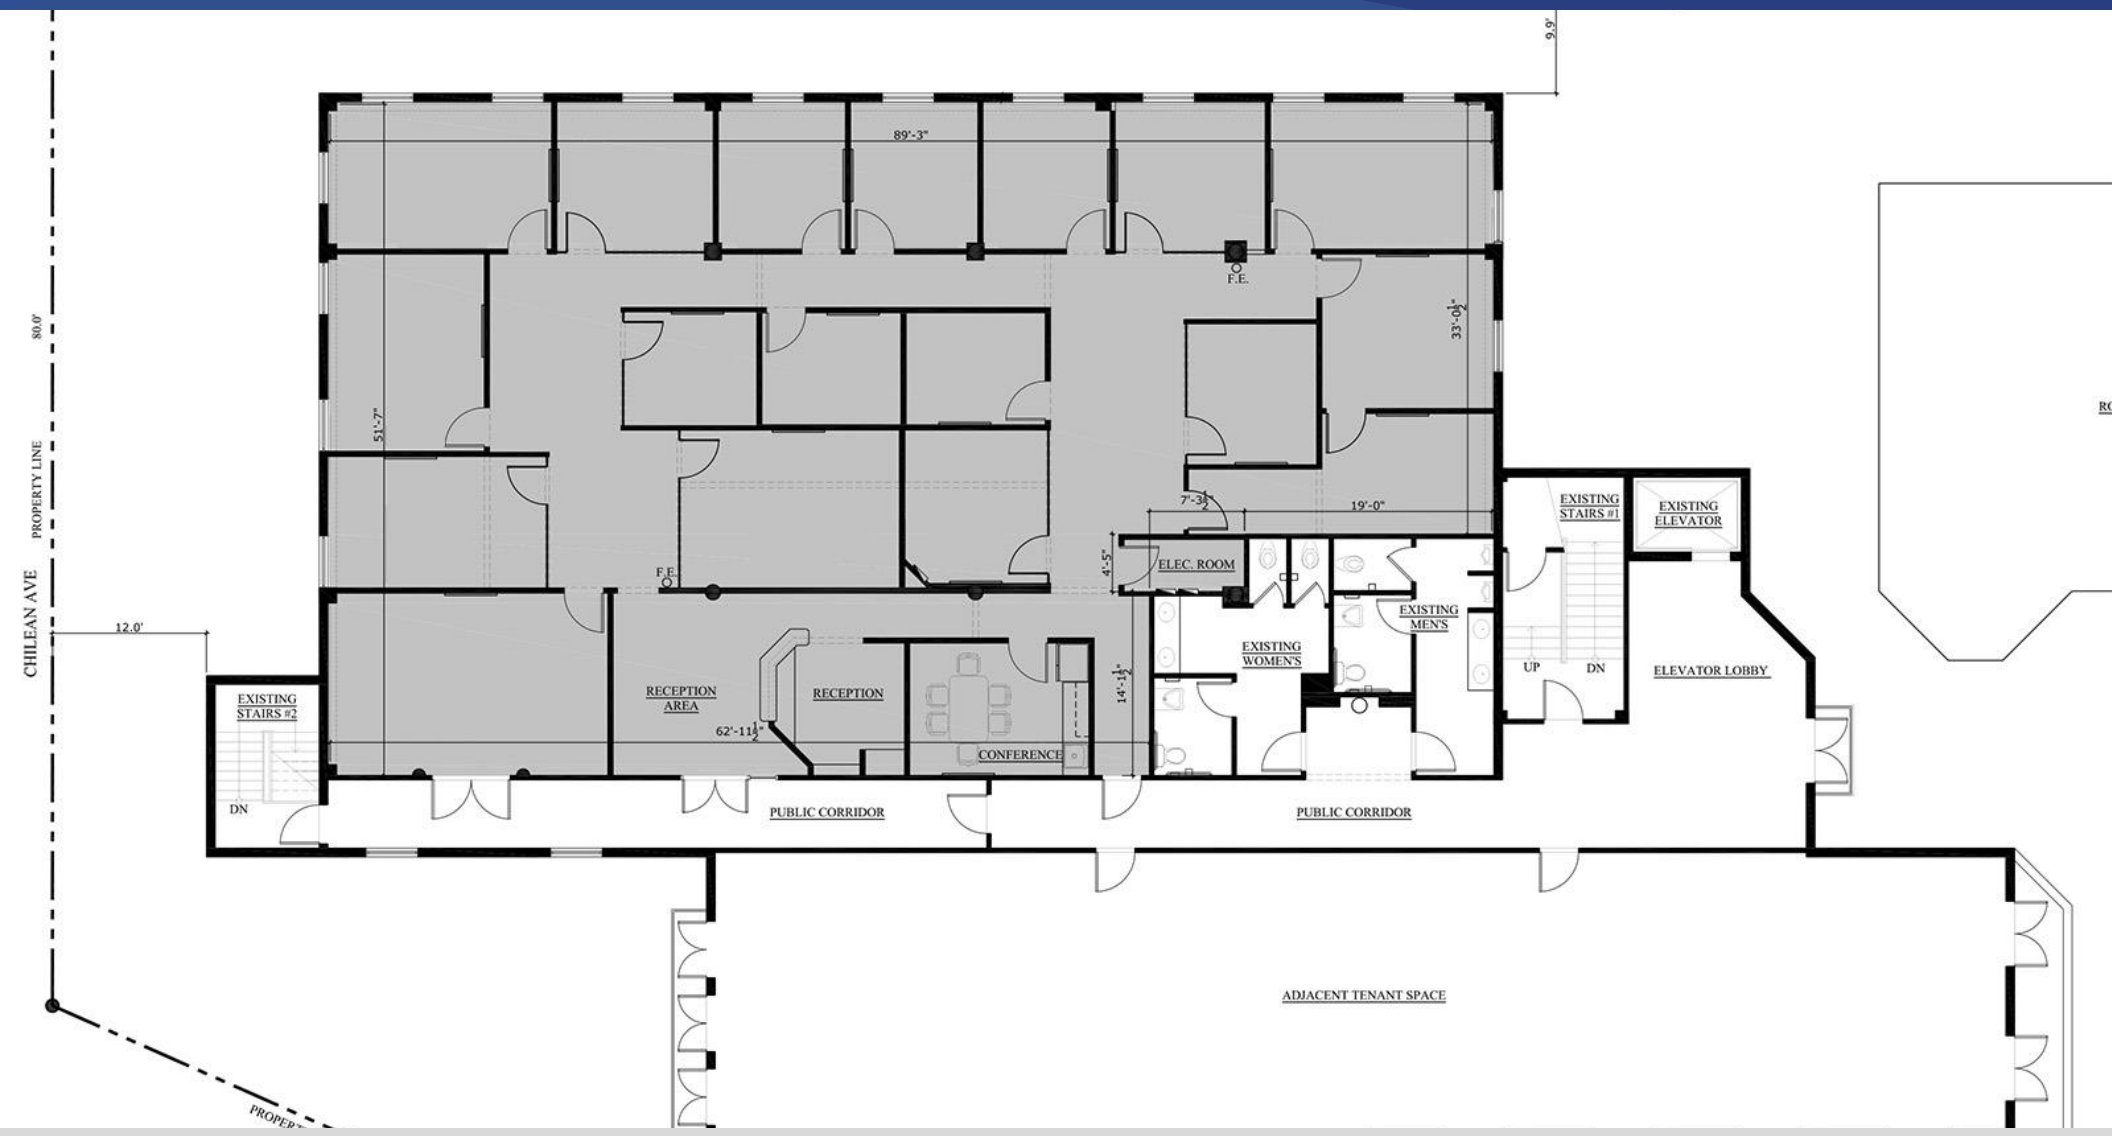 9.9'
89'-3"
F.E.
33'-0½"
80.0'
PROPERTY LINE
CHILEAN AVE
51'-7"
7'-3½"
19'-0"
EXISTING
STAIRS #1
EXISTING
ELEVATOR
RO
4'-5"
ELEC. ROOM
F.E.
EXISTING
MEN'S
EXISTING
WOMEN'S
12.0'
UP
DN
ELEVATOR LOBBY
EXISTING
STAIRS #2
RECEPTION
AREA
RECEPTION
14'-1½"
62'-11½"
CONFERENCE
DN
PUBLIC CORRIDOR
PUBLIC CORRIDOR
ADJACENT TENANT SPACE
PROPERT